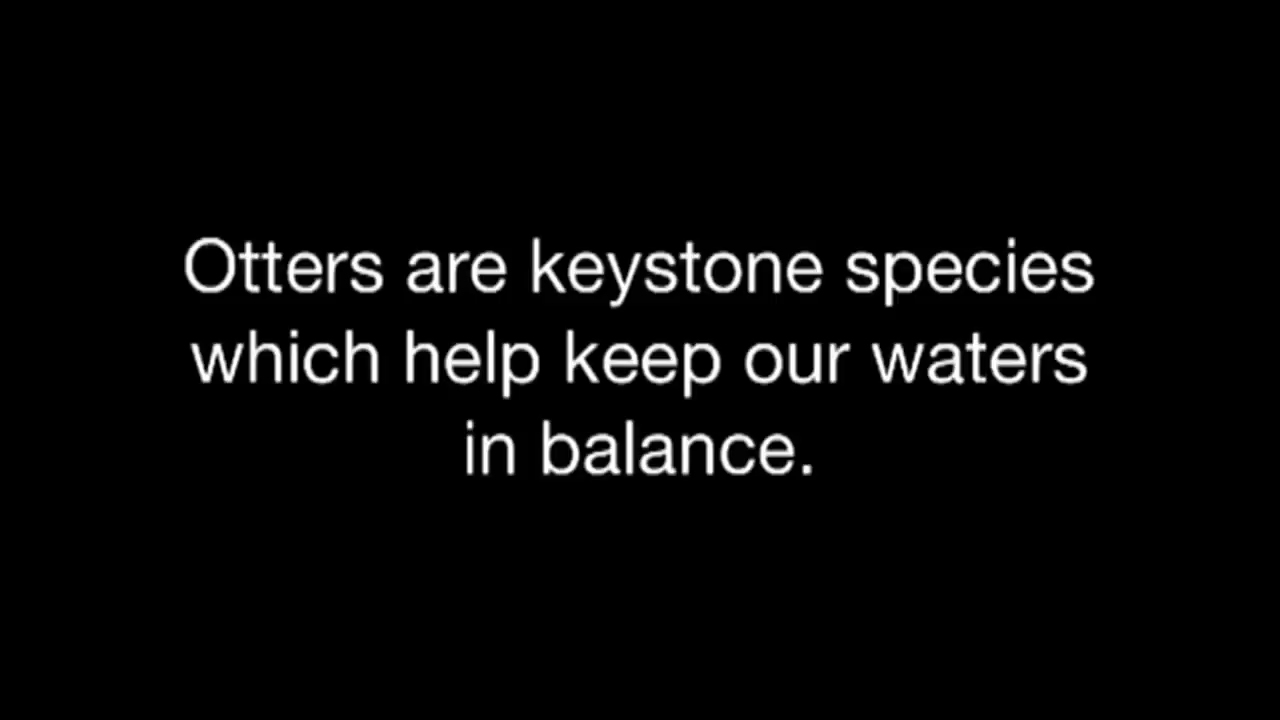 Otters are keystone species
which help keep our waters
in balance.